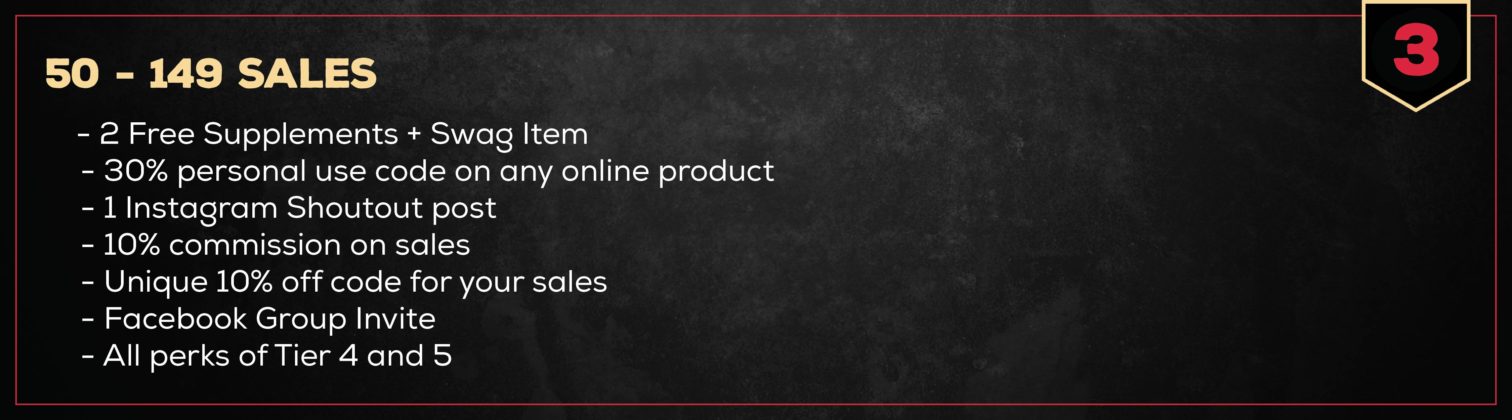 3
50 - 149 SALES
- 2 Free Supplements + Swag Item
- 30% personal use code on any online product
- 1 Instagram Shoutout post
- 10% commission on sales
- Unique 10% off code for your sales
- Facebook Group Invite
- All perks of Tier 4 and 5